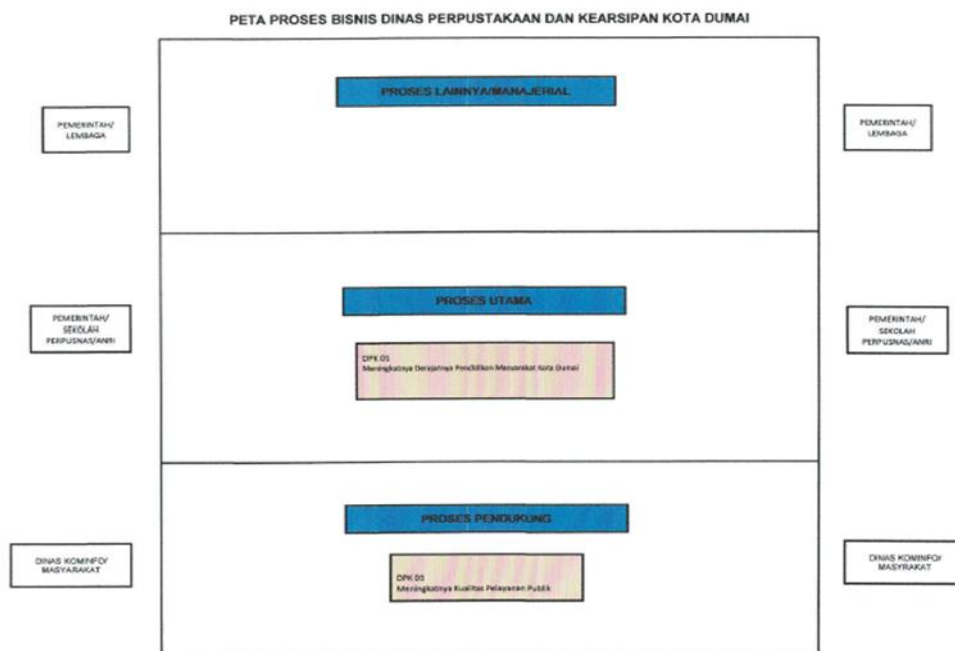 PETA PROSES BISNIS DINAS PERPUSTAKAAN DAN KEARSIPAN KOTA DUMAI
PROSES LAINNYA/MANAJERIAL
PEMERINTAH/
LEMBAGA
PEMERINTAH/
LEMBAGA
PROSES UTAMA
PEMERINTAH/
SEKOLAH
PERPUSNAS/ANRI
DPK 01
Meningkatnya Derajatnya Pendidikan Masyarakat Kota Dumai
PEMERINTAH/
SEKOLAH
PERPUSNAS/ANRI
PROSES PENDUKUNG
DINAS KOMINFO/
MASYARAKAT
DPK 03
Meningkatnya Kualitas Pelayanan Publik
DINAS KOMINFO/
MASYRAKAT